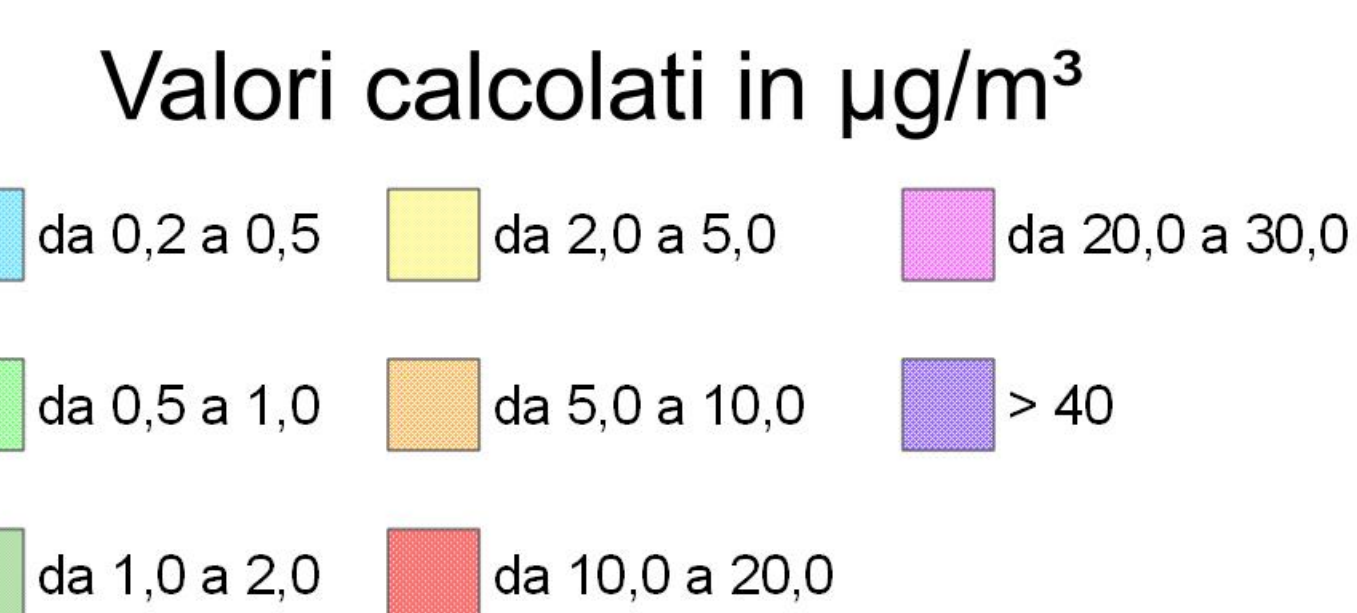 Valori calcolati in µg/m³
da 0,2 a 0,5
da 0,5 a 1,0
da 1,0 a 2,0
da 2,0 a 5,0
da 5,0 a 10,0
da 10,0 a 20,0
da 20,0 a 30,0
> 40